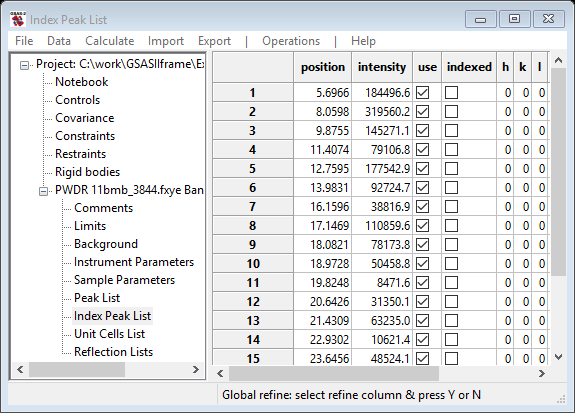 GSAS-II
Index Peak List
File Data Calculate Import Export | Operations | Help
Project: C:\work\GSASIIframe\Ex
Notebook
Controls
Covariance
Constraints
Restraints
Rigid bodies
PWDR 11bmb_3844.fxye Ban
Comments
Limits
Background
Instrument Parameters
Sample Parameters
Peak List
Index Peak List
Unit Cells List
Reflection Lists
position intensity use indexed h k l
1 5.6966 184496.6 0 0 0
2 8.0598 319560.2 0 0 0
3 9.8755 145271.1 0 0 0
4 11.4074 79106.8 0 0 0
5 12.7595 177542.9 0 0 0
6 13.9831 92724.7 0 0 0
7 16.1596 38816.9 0 0 0
8 17.1469 110859.6 0 0 0
9 18.0821 78173.8 0 0 0
10 18.9728 50458.8 0 0 0
11 19.8248 8471.6 0 0 0
12 20.6426 31350.1 0 0 0
13 21.4309 63235.0 0 0 0
14 22.9302 10621.4 0 0 0
15 23.6456 48524.1 0 0 0
Global refine: select refine column & press Y or N